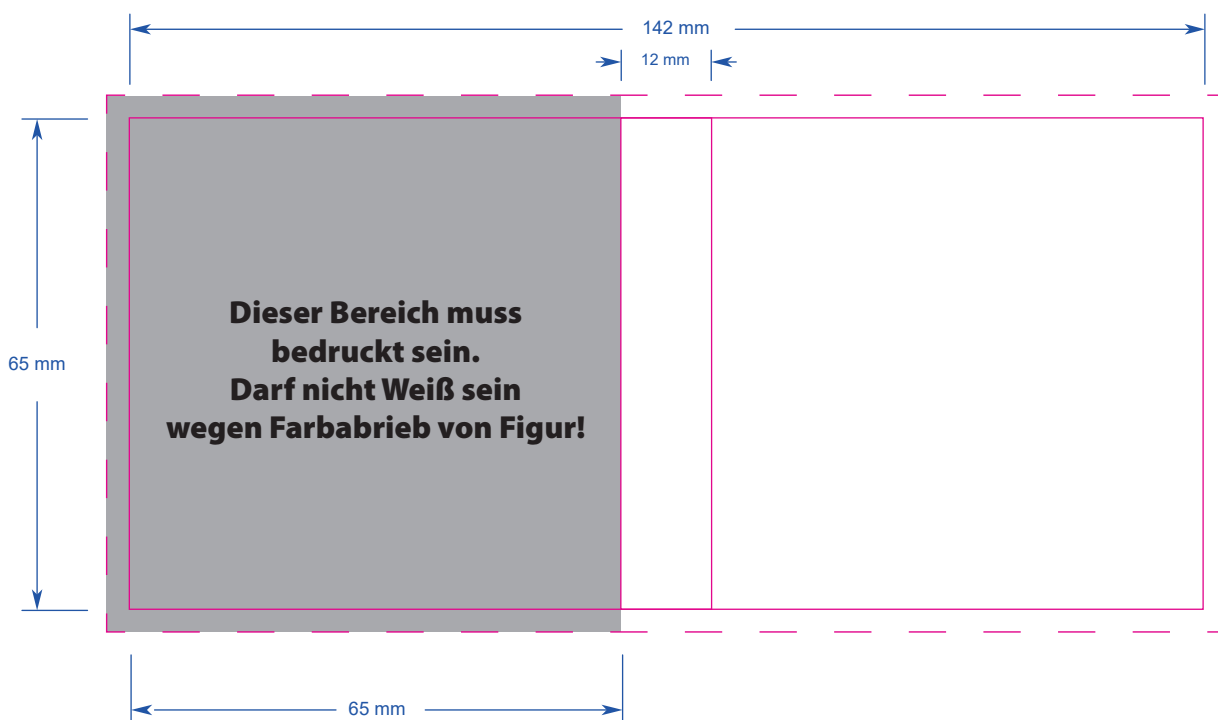 142 mm
12 mm
Dieser Bereich muss
bedruckt sein.
Darf nicht Weiß sein
wegen Farbabrieb von Figur!
65 mm
65 mm